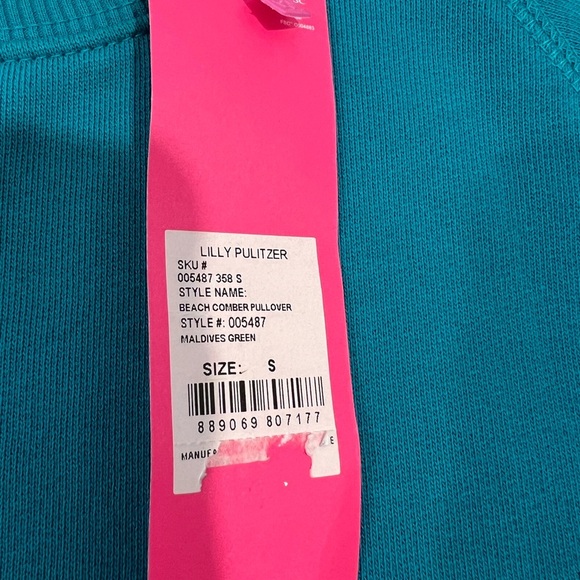 LILLY PULITZER
SKU #
005487 358 S
STYLE NAME:
BEACH COMBER PULLOVER
STYLE #: 005487
MALDIVES GREEN
SIZE: S
889069 807177